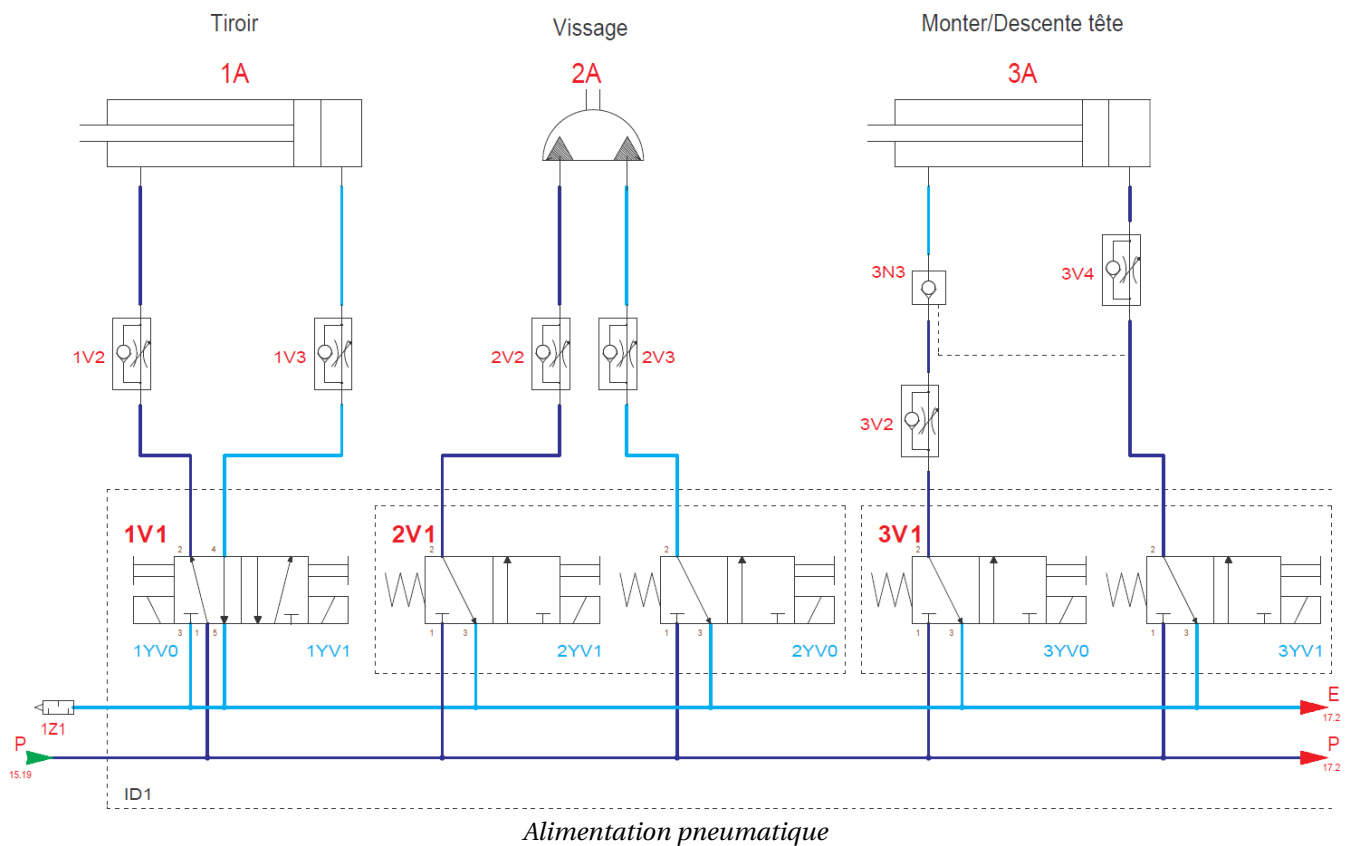 Tiroir
Vissage
Monter/Descente tête
1A
2A
3A
3N3
3V4
1V2
1V3
2V2
2V3
3V2
1V1
2V1
3V1
2 4
2
2
2
2
3 1 5
1 3
1 3
1 3
1 3
1YV0
1YV1
2YV1
2YV0
3YV0
3YV1
1Z1
E
17.2
P
15.19
P
17.2
ID1
Alimentation pneumatique